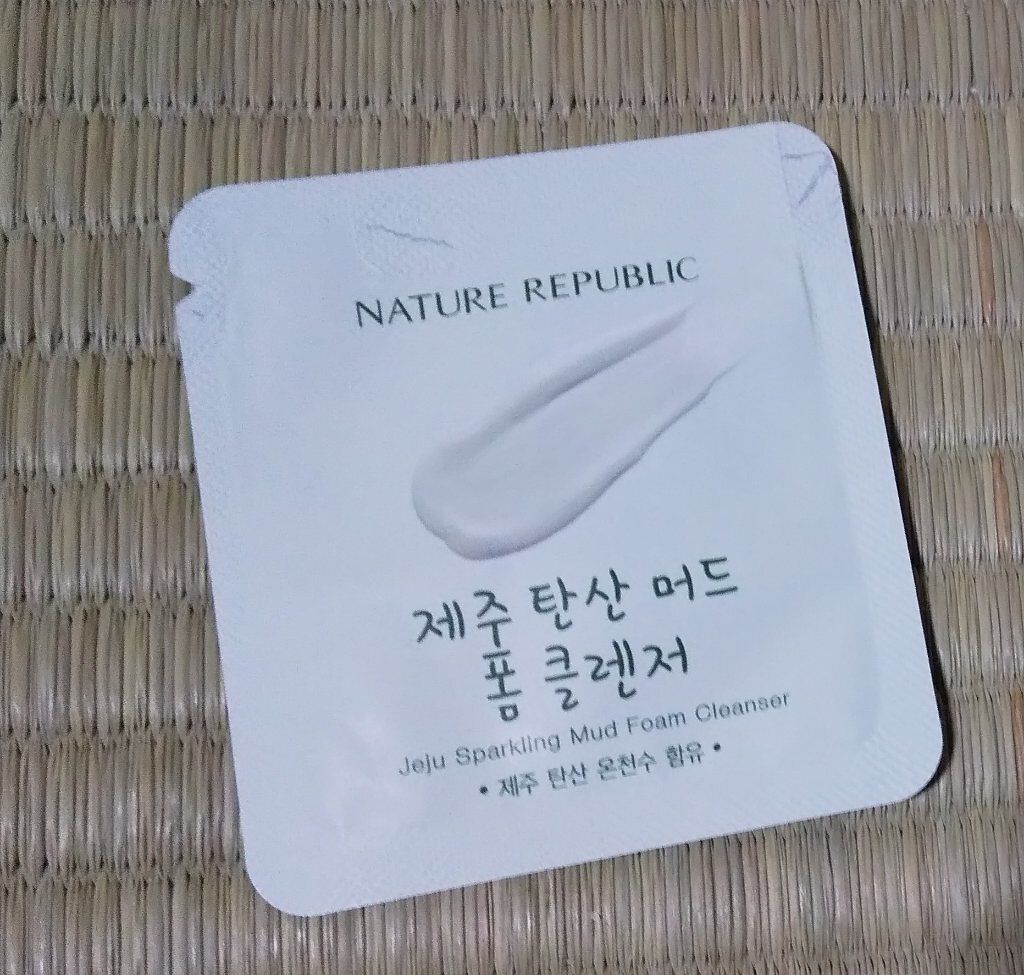 NATURE REPUBLIC
제주 탄산 머드
폼 클렌저
Jeju Sparkling Mud Foam Cleanser
• 제주 탄산 온천수 함유 •